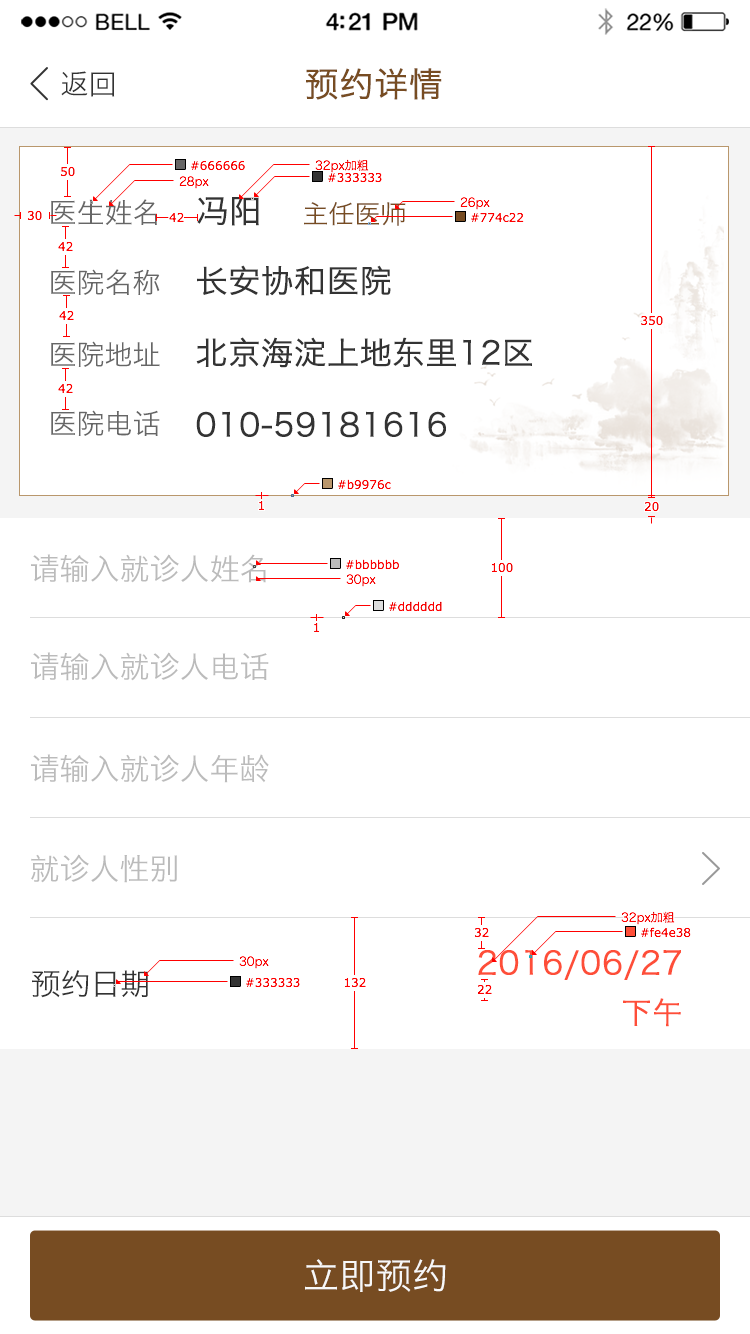 BELL 4:21 PM 22%
返回 预约详情
50 #666666 32px加粗
28px #333333
30 医生姓名 42 冯阳 主任医师 26px
#774c22
42
医院名称 长安协和医院
42 350
医院地址 北京海淀上地东里12区
42
医院电话 010-59181616
#b9976c
1 20
请输入就诊人姓名 #bbbbbb 100
30px
#dddddd
1
请输入就诊人电话
请输入就诊人年龄
就诊人性别
32px加粗
32 #fe4e38
预约日期 30px 2016/06/27
#333333 132 22
下午
立即预约